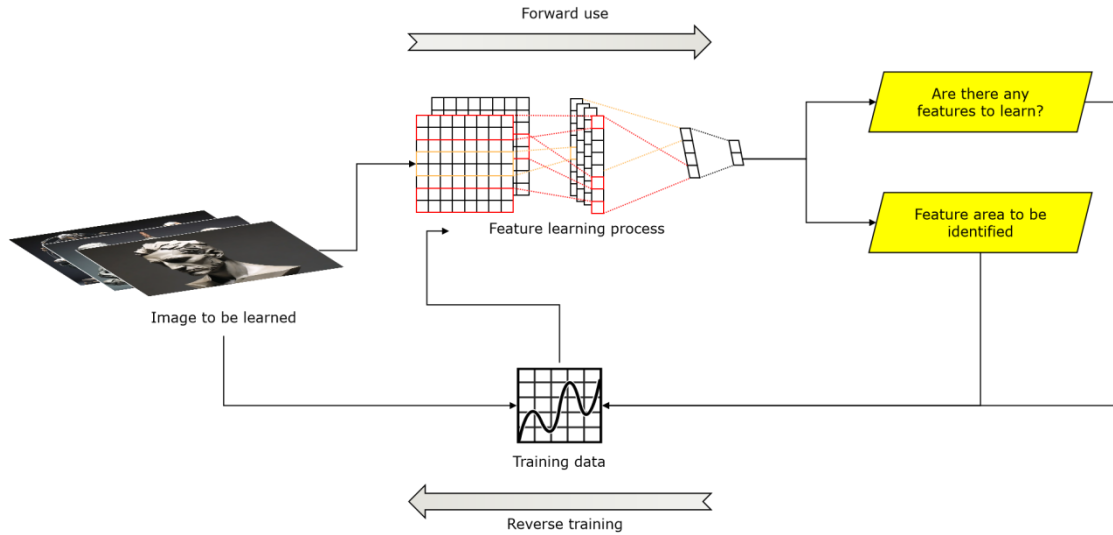 Forward use
Are there any
features to learn?
Feature learning process
Feature area to be
identified
Image to be learned
Training data
Reverse training